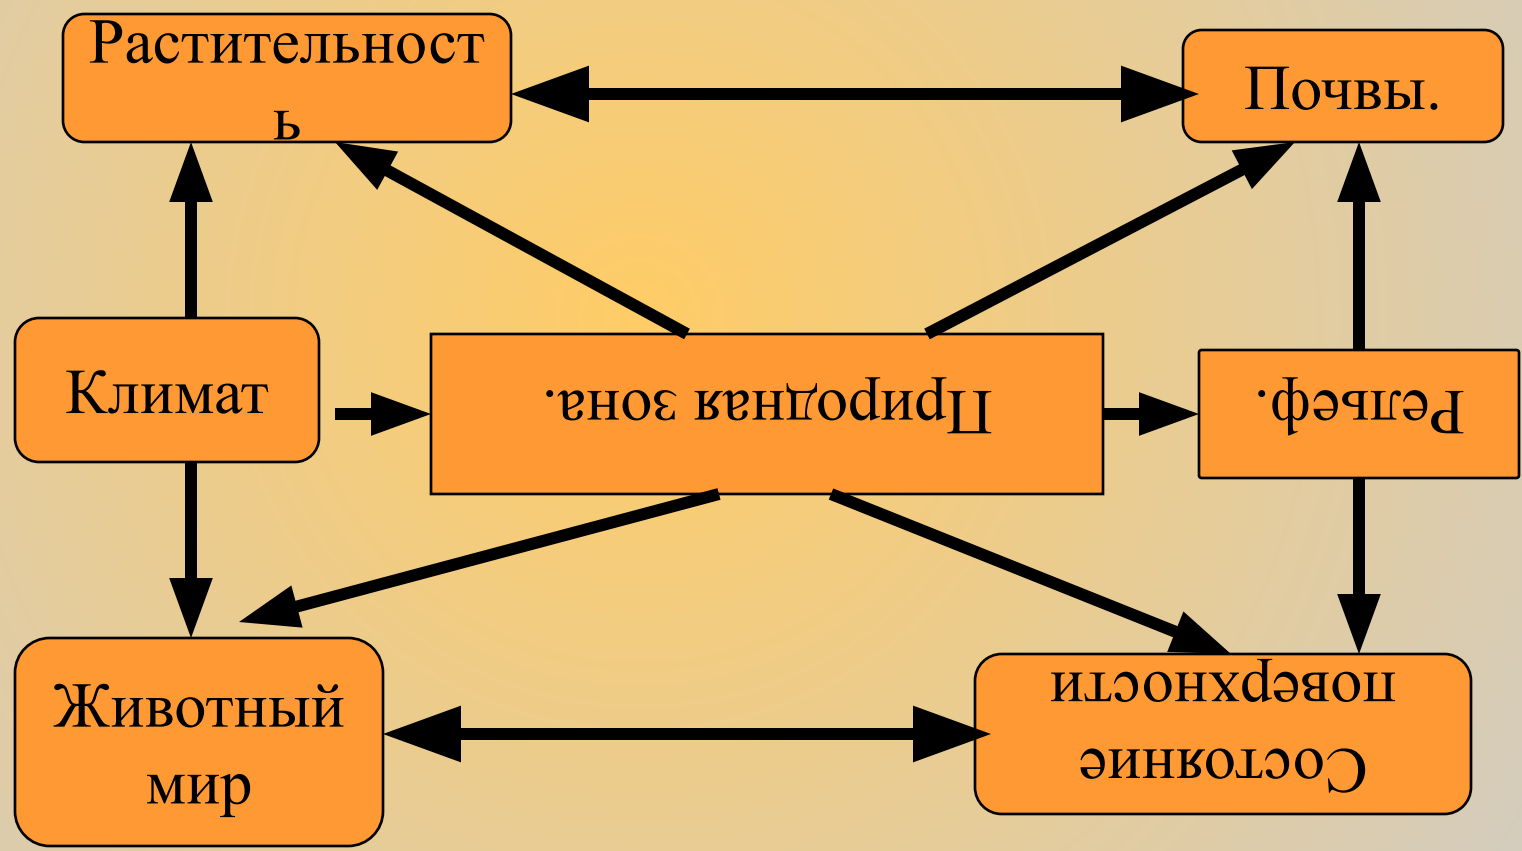 Растительност
ь
Почвы.
Климат
Природная зона.
Рельеф.
Животный
мир
Состояние
поверхности